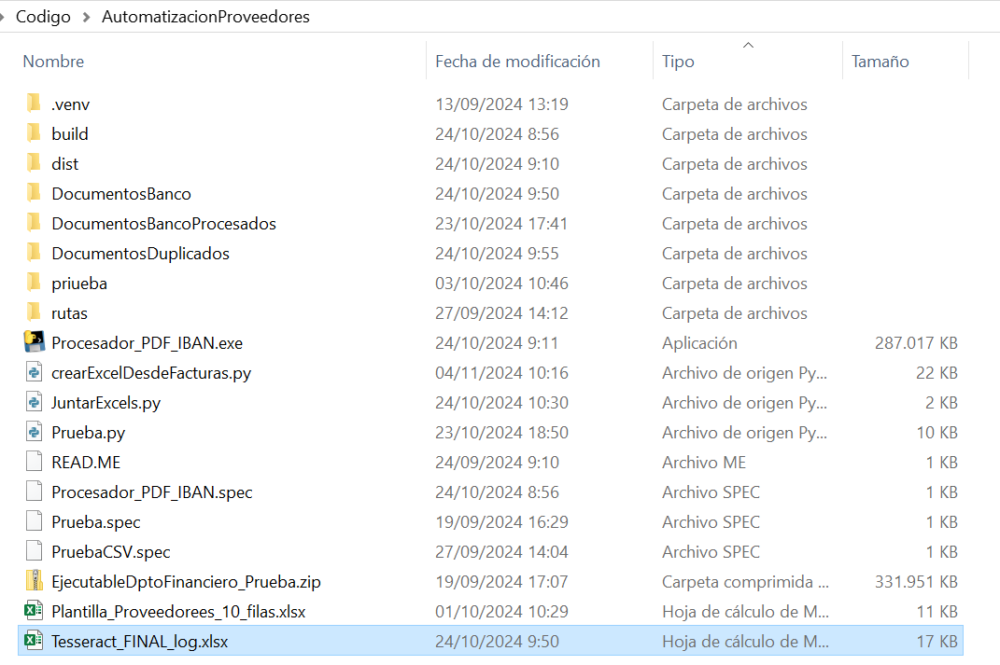 Codigo > AutomatizacionProveedores
Nombre Fecha de modificación Tipo Tamaño
.venv 13/09/2024 13:19 Carpeta de archivos
build 24/10/2024 8:56 Carpeta de archivos
dist 24/10/2024 9:10 Carpeta de archivos
DocumentosBanco 24/10/2024 9:50 Carpeta de archivos
DocumentosBancoProcesados 23/10/2024 17:41 Carpeta de archivos
DocumentosDuplicados 24/10/2024 9:55 Carpeta de archivos
priueba 03/10/2024 10:46 Carpeta de archivos
rutas 27/09/2024 14:12 Carpeta de archivos
Procesador_PDF_IBAN.exe 24/10/2024 9:11 Aplicación 287.017 KB
crearExcelDesdeFacturas.py 04/11/2024 10:16 Archivo de origen Py... 22 KB
JuntarExcels.py 24/10/2024 10:30 Archivo de origen Py... 2 KB
Prueba.py 23/10/2024 18:50 Archivo de origen Py... 10 KB
READ.ME 24/09/2024 9:10 Archivo ME 1 KB
Procesador_PDF_IBAN.spec 24/10/2024 8:56 Archivo SPEC 1 KB
Prueba.spec 19/09/2024 16:29 Archivo SPEC 1 KB
PruebaCSV.spec 27/09/2024 14:04 Archivo SPEC 1 KB
EjecutableDptoFinanciero_Prueba.zip 19/09/2024 17:07 Carpeta comprimida ... 331.951 KB
Plantilla_Proveedorees_10_filas.xlsx 01/10/2024 10:29 Hoja de cálculo de M... 11 KB
Tesseract_FINAL_log.xlsx 24/10/2024 9:50 Hoja de cálculo de M... 17 KB